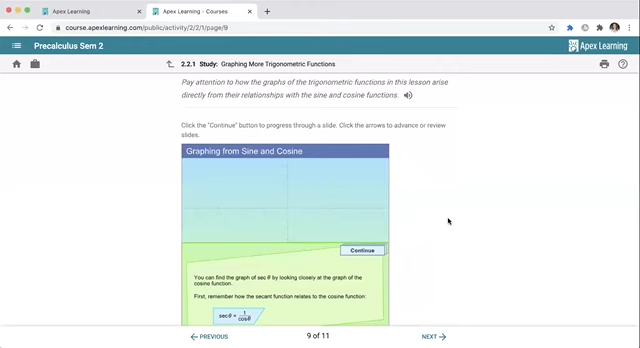 Apex Learning
Apex Learning - Courses
course.apexlearning.com/public/activity/2/2/1/page/9
Precalculus Sem 2
Apex Learning
2.2.1 Study: Graphing More Trigonometric Functions
Pay attention to how the graphs of the trigonometric functions in this lesson arise
directly from their relationships with the sine and cosine functions.
Click the "Continue" button to progress through a slide. Click the arrows to advance or review
slides.
Graphing from Sine and Cosine
Continue
You can find the graph of sec θ by looking closely at the graph of the
cosine function.
First, remember how the secant function relates to the cosine function:
secθ = 1/cosθ
PREVIOUS
9 of 11
NEXT